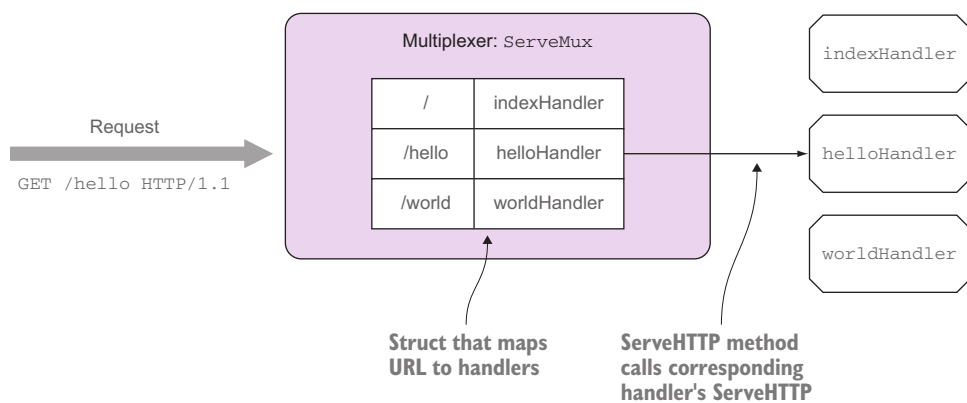 Multiplexer: ServeMux
Request
GET /hello HTTP/1.1
/ indexHandler
/hello helloHandler
/world worldHandler
indexHandler
helloHandler
worldHandler
Struct that maps
URL to handlers
ServeHTTP method
calls corresponding
handler's ServeHTTP